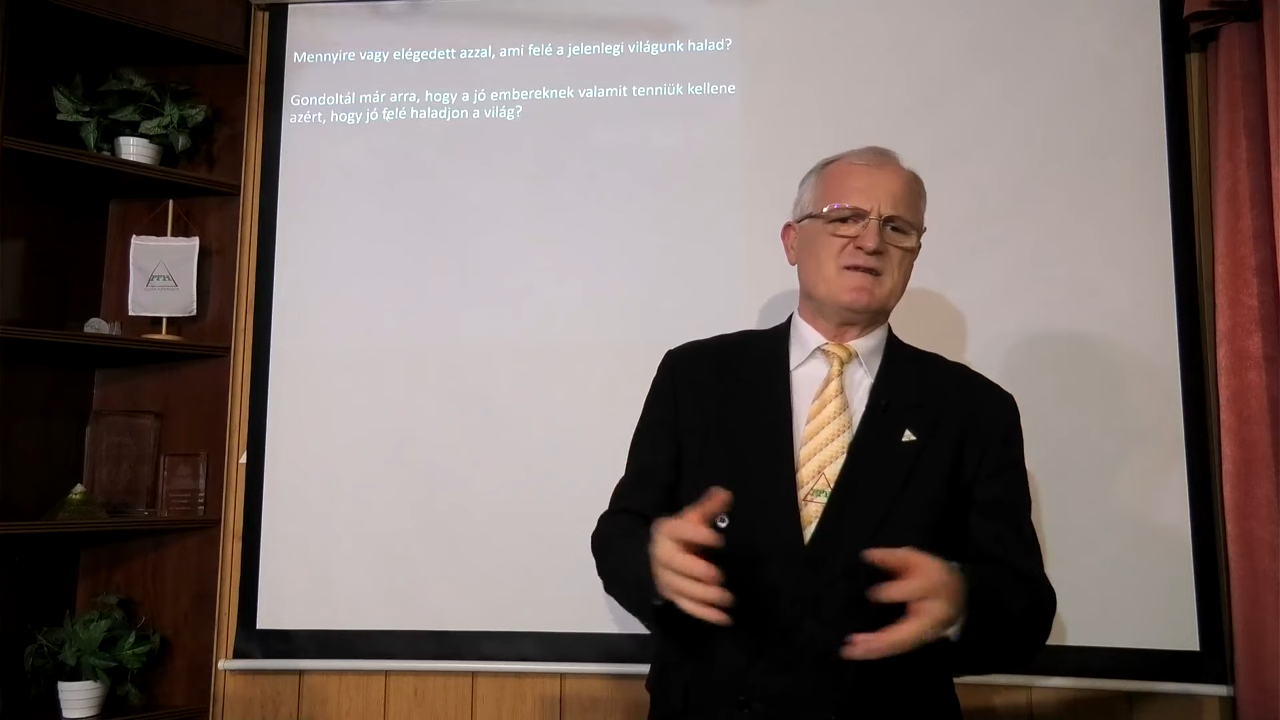 Mennyire vagy elégedett azzal, ami felé a jelenlegi világunk halad?
Gondoltál már arra, hogy a jó embereknek valamit tenniük kellene
azért, hogy jó felé haladjon a világ?